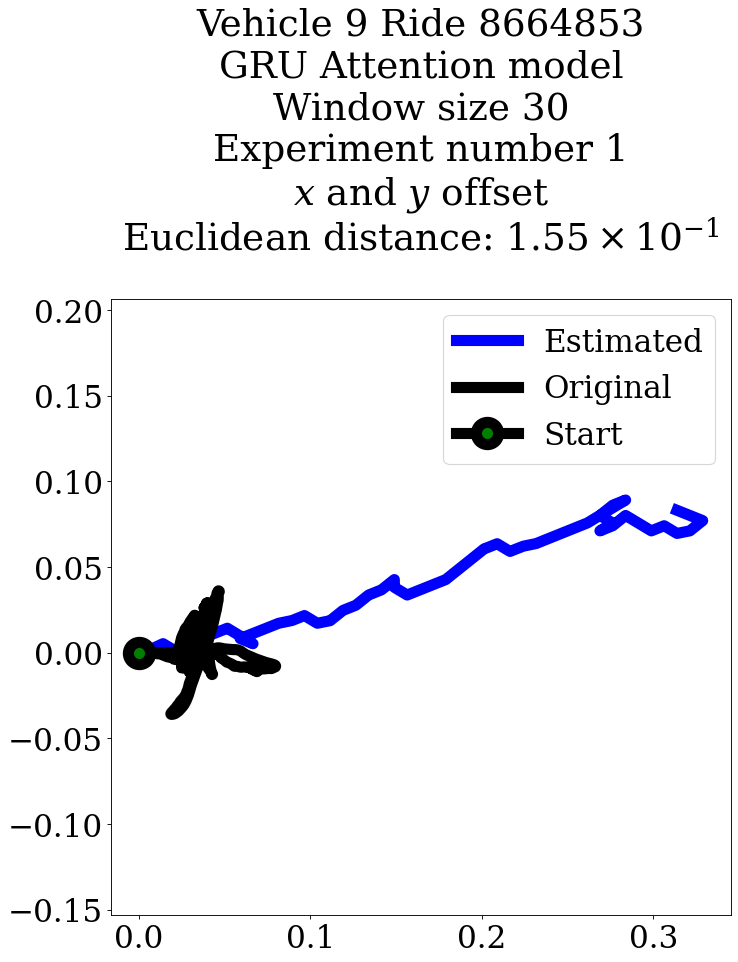 Vehicle 9 Ride 8664853
GRU Attention model
Window size 30
Experiment number 1
x and y offset
Euclidean distance: 1.55 × 10⁻¹
Estimated
Original
Start
0.20
0.15
0.10
0.05
0.00
−0.05
−0.10
−0.15
0.0 0.1 0.2 0.3